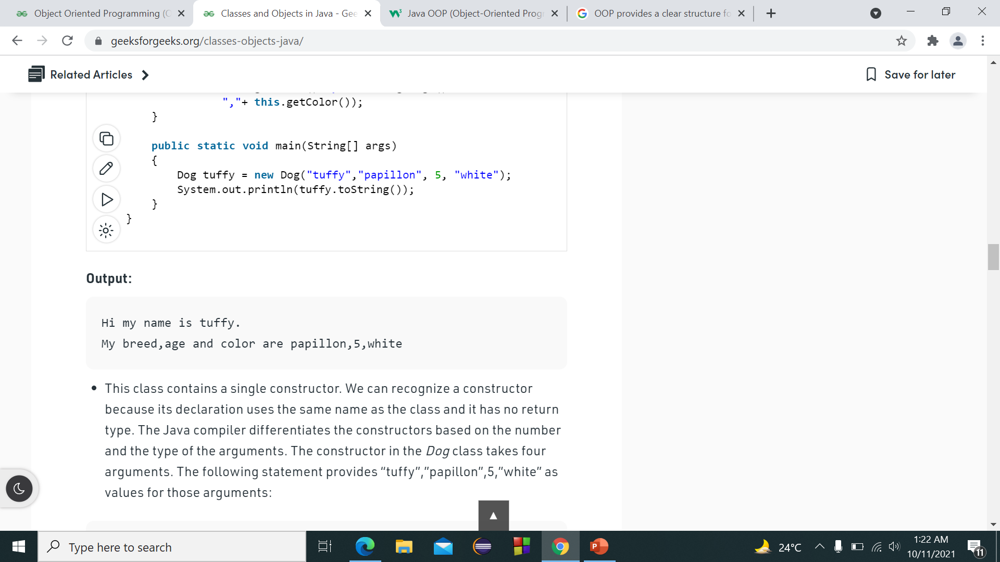 Object Oriented Programming (C
Classes and Objects in Java - Gee
Java OOP (Object-Oriented Progr
OOP provides a clear structure fo
geeksforgeeks.org/classes-objects-java/
Related Articles
Save for later
","+ this.getColor());
}
public static void main(String[] args)
{
Dog tuffy = new Dog("tuffy","papillon", 5, "white");
System.out.println(tuffy.toString());
}
}
Output:
Hi my name is tuffy.
My breed,age and color are papillon,5,white
• This class contains a single constructor. We can recognize a constructor
because its declaration uses the same name as the class and it has no return
type. The Java compiler differentiates the constructors based on the number
and the type of the arguments. The constructor in the Dog class takes four
arguments. The following statement provides “tuffy”,”papillon”,5,”white” as
values for those arguments:
Type here to search
24°C
1:22 AM
10/11/2021
11